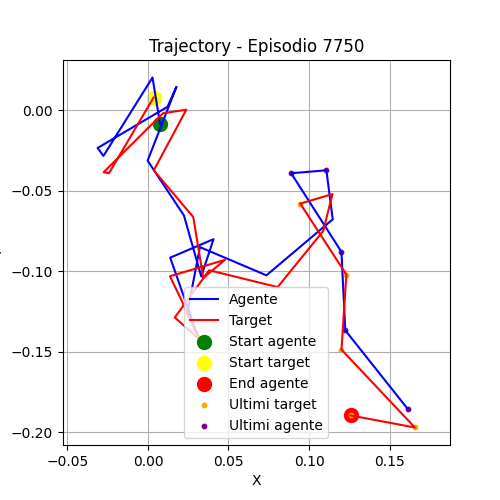 Trajectory - Episodio 7750
0.00
−0.05
−0.10
−0.15
−0.20
Agente
Target
Start agente
Start target
End agente
Ultimi target
Ultimi agente
−0.05
0.00
0.05
0.10
0.15
X